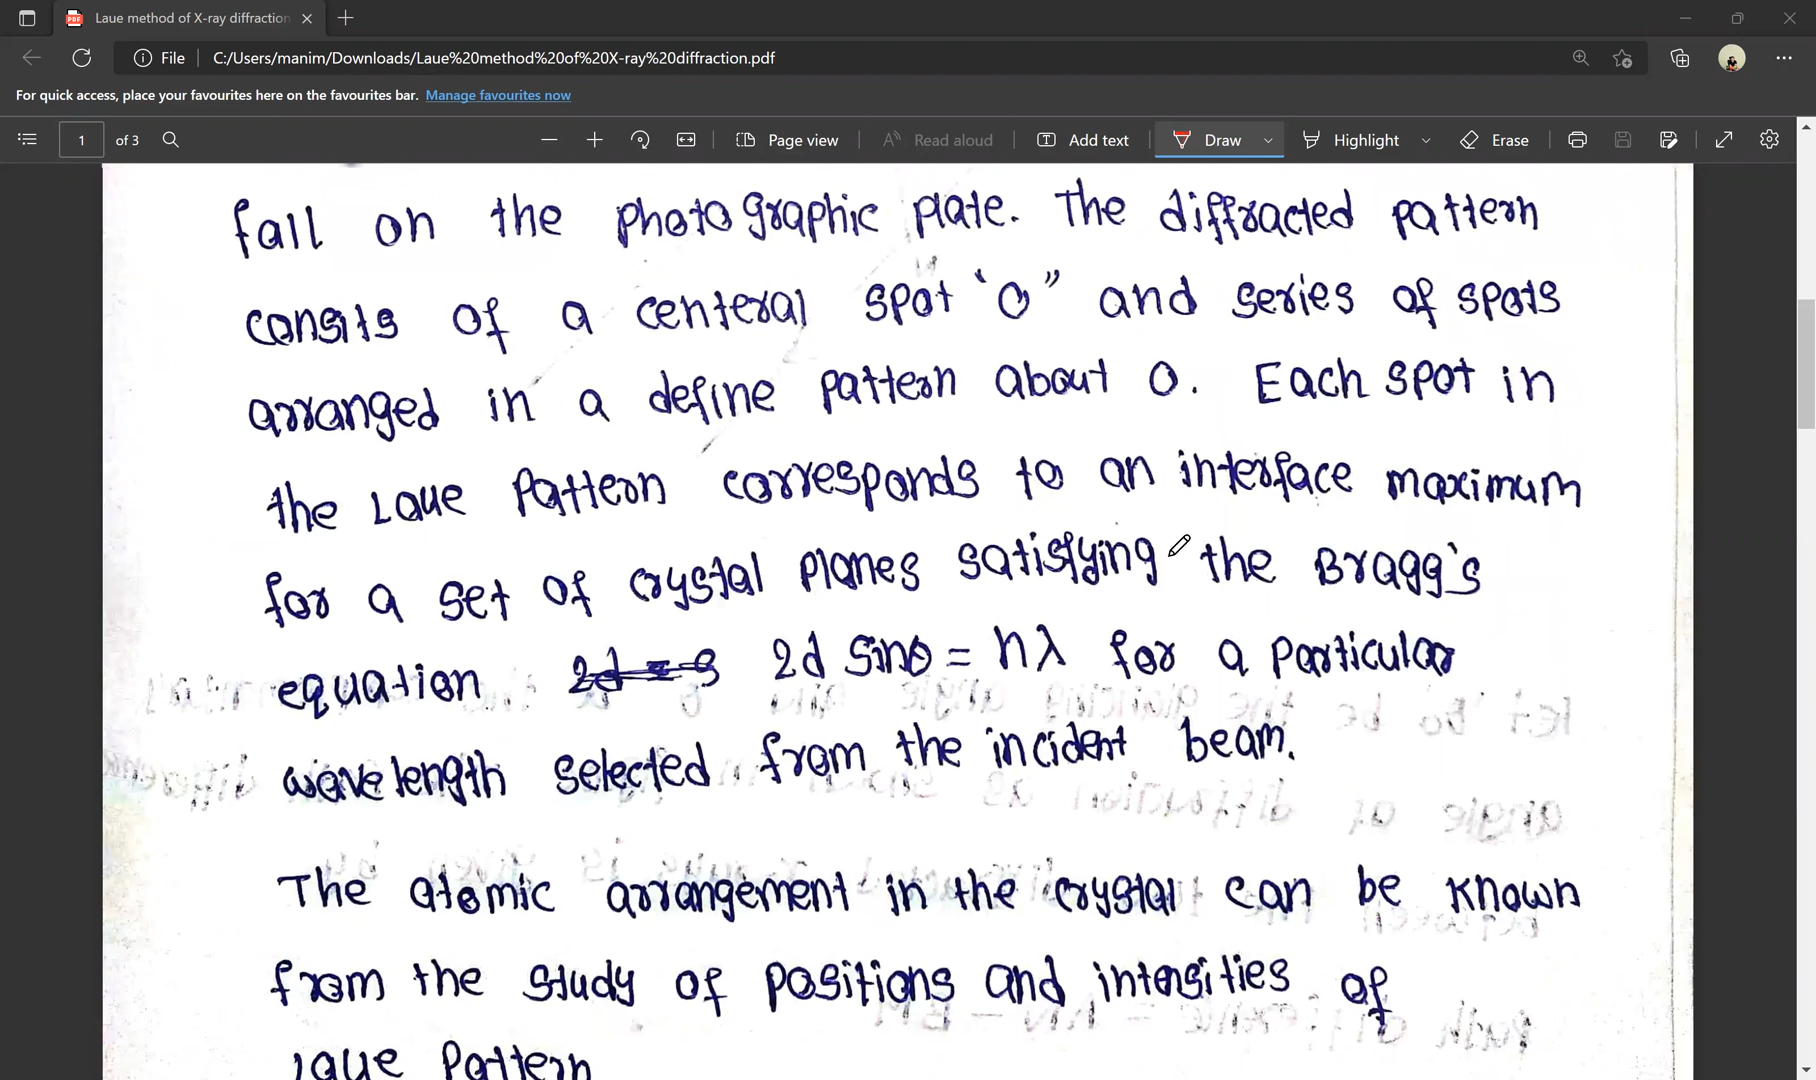 Laue method of X-ray diffraction
File C:/Users/manim/Downloads/Laue%20method%20of%20X-ray%20diffraction.pdf
For quick access, place your favourites here on the favourites bar. Manage favourites now
1 of 3 Page view Read aloud Add text Draw Highlight Erase
fall on the photographic plate. The diffracted pattern
consits of a centeral spot ‘O” and series of spots
arranged in a define pattern about O. Each spot in
the Laue Pattern corresponds to an interface maximum
for a set of crystal planes satisfying the Bragg's
equation 2d = S 2d Sinθ = nλ for a particular
wavelength selected from the incident beam.
The atomic arrangement in the crystal can be known
from the study of positions and intensities of
Laue Pattern